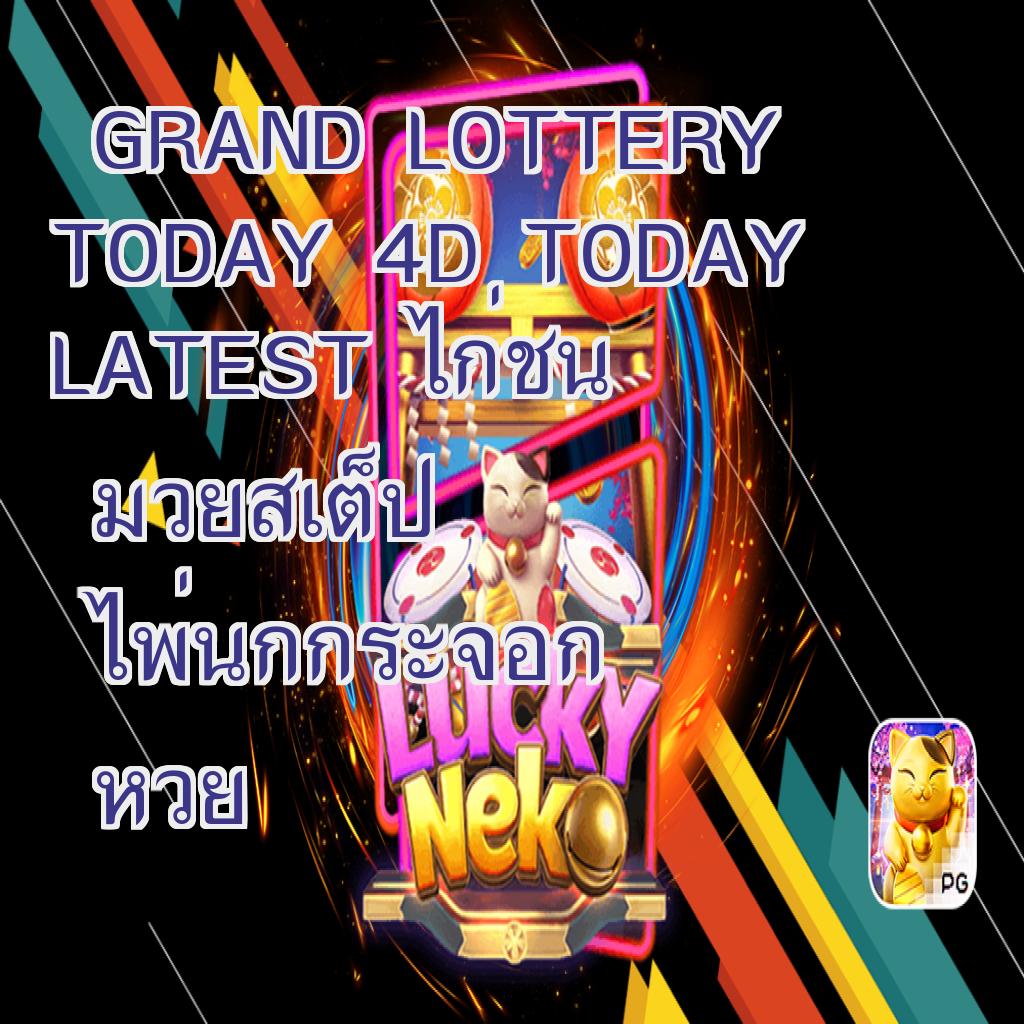 GRAND LOTTERY
TODAY 4D TODAY
LATEST ไก่ชน
มวยสเต็ป
ไพ่นกกระจอก
หวย
LUCKY
Neko
PG